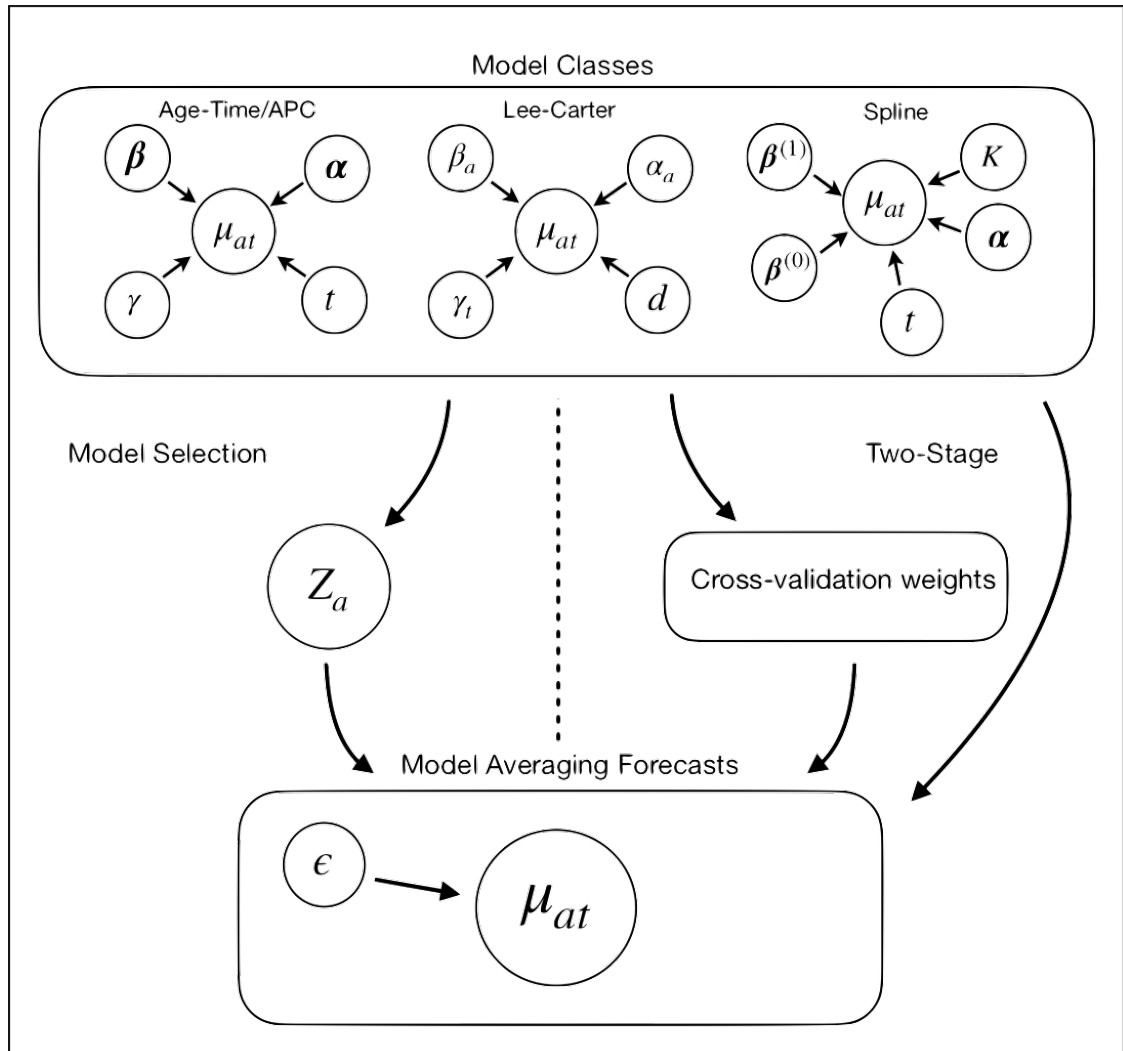 Model Classes
Age-Time/APC Lee-Carter Spline
β α β_a α_a β^(1) K
μ_at μ_at μ_at
γ t γ_t d β^(0) α
t
Model Selection Two-Stage
Z_a Cross-validation weights
Model Averaging Forecasts
ϵ
μ_at